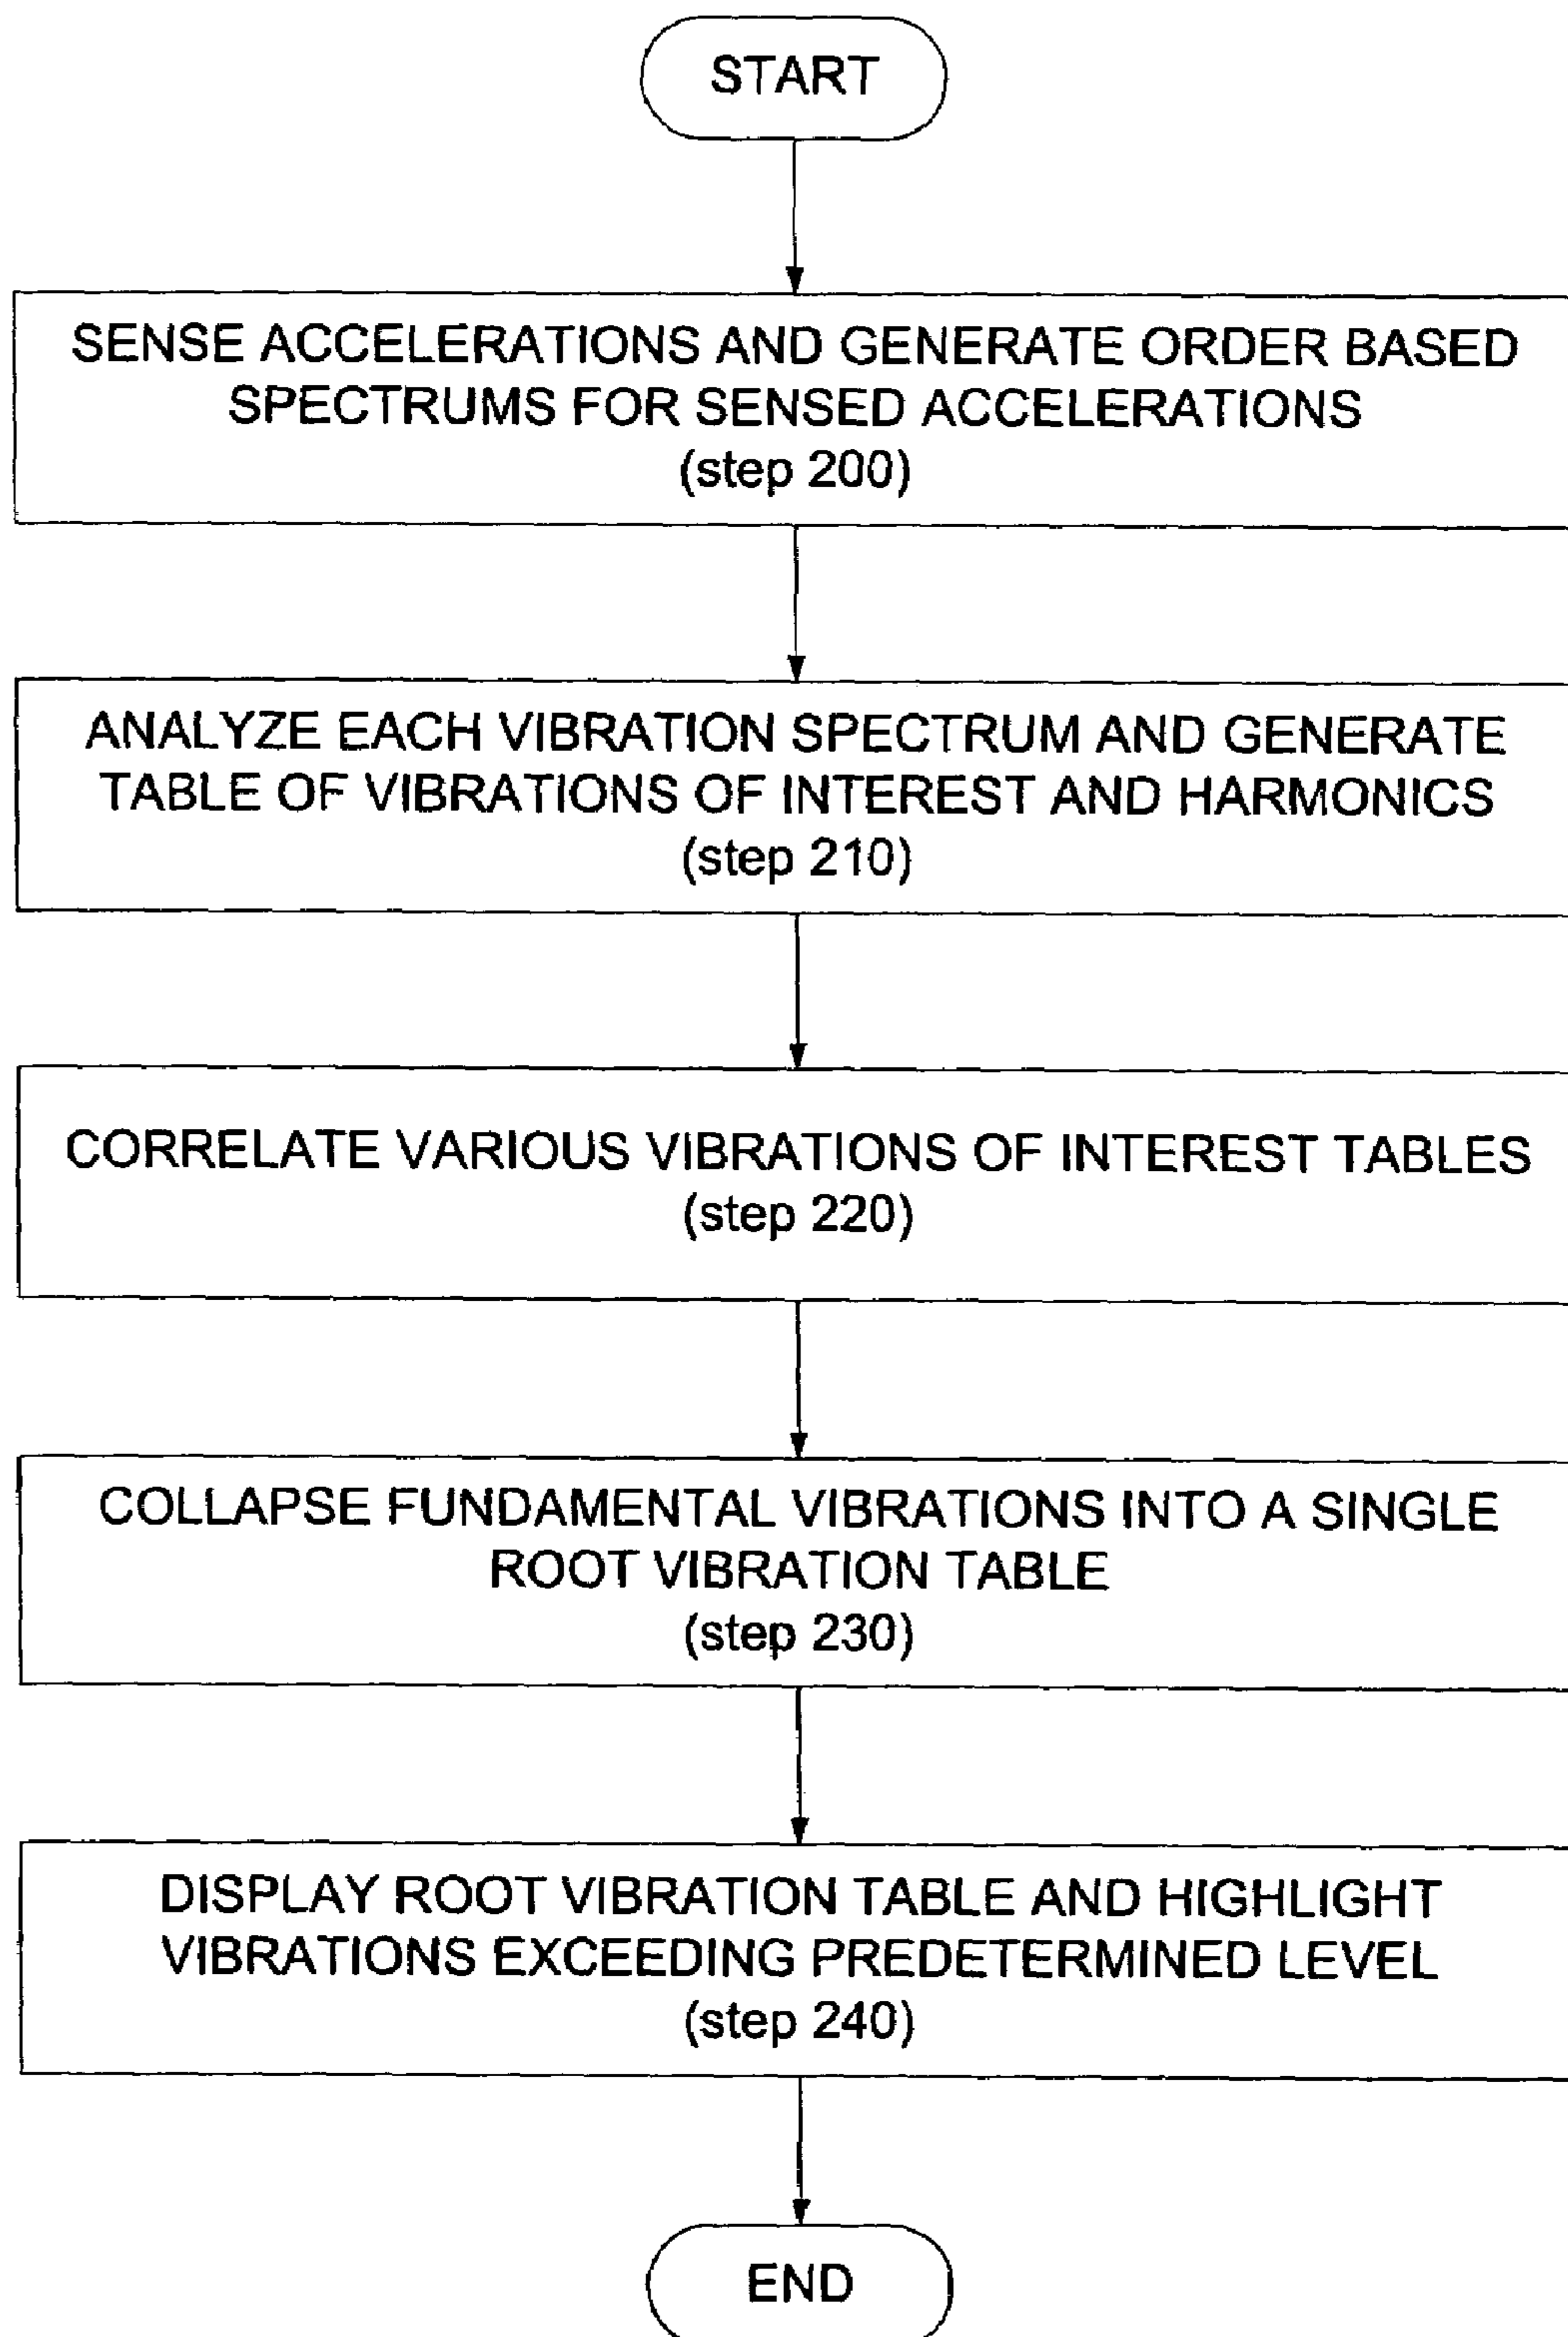 START
SENSE ACCELERATIONS AND GENERATE ORDER BASED
SPECTRUMS FOR SENSED ACCELERATIONS
(step 200)
ANALYZE EACH VIBRATION SPECTRUM AND GENERATE
TABLE OF VIBRATIONS OF INTEREST AND HARMONICS
(step 210)
CORRELATE VARIOUS VIBRATIONS OF INTEREST TABLES
(step 220)
COLLAPSE FUNDAMENTAL VIBRATIONS INTO A SINGLE
ROOT VIBRATION TABLE
(step 230)
DISPLAY ROOT VIBRATION TABLE AND HIGHLIGHT
VIBRATIONS EXCEEDING PREDETERMINED LEVEL
(step 240)
END